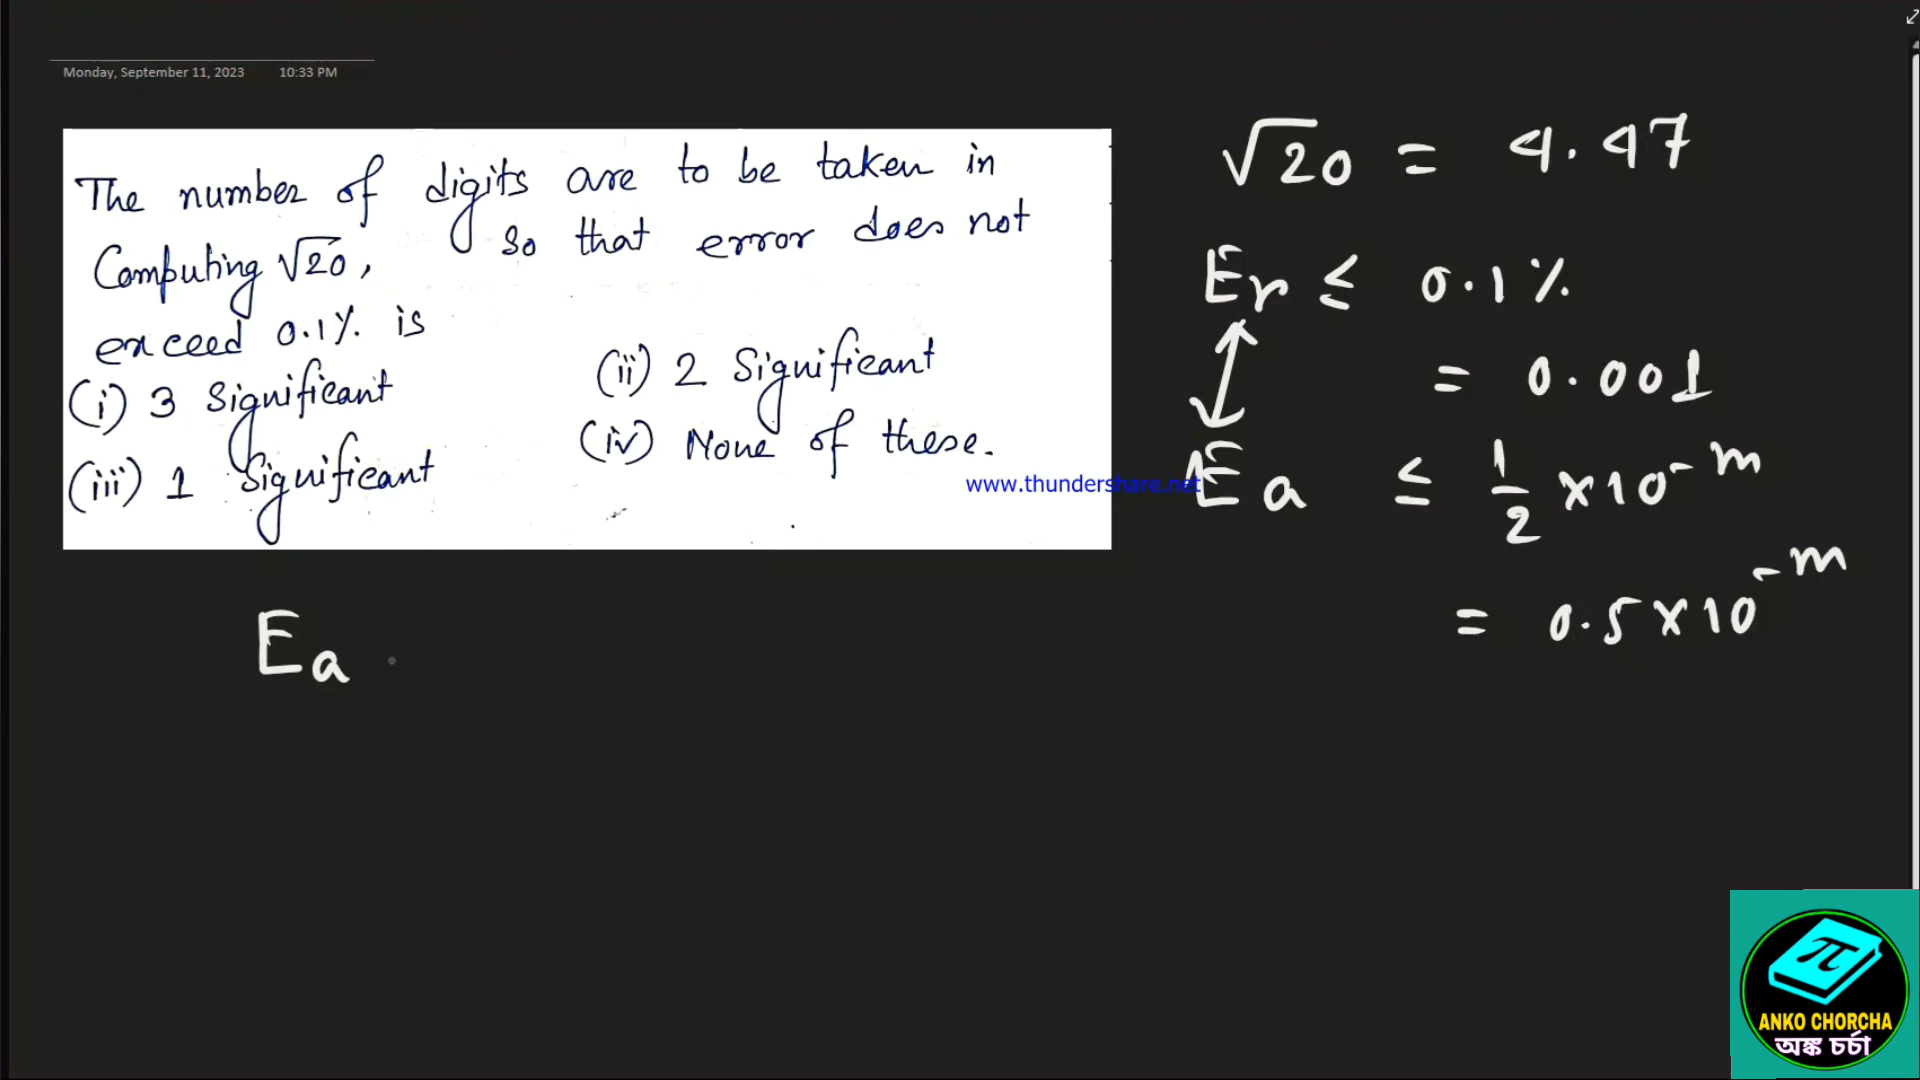 Monday, September 11, 2023 10:33 PM
The number of digits are to be taken in
Computing √20, so that error does not
exceed 0.1% is
(i) 3 Significant (ii) 2 Significant
(iii) 1 Significant (iv) None of these.
www.thundershare.net
√20 = 4.47
Er ≤ 0.1%
= 0.001
Ea ≤ 1/2 × 10^-m
= 0.5 × 10^-m
Ea
π
ANKO CHORCHA
অঙ্ক চর্চা